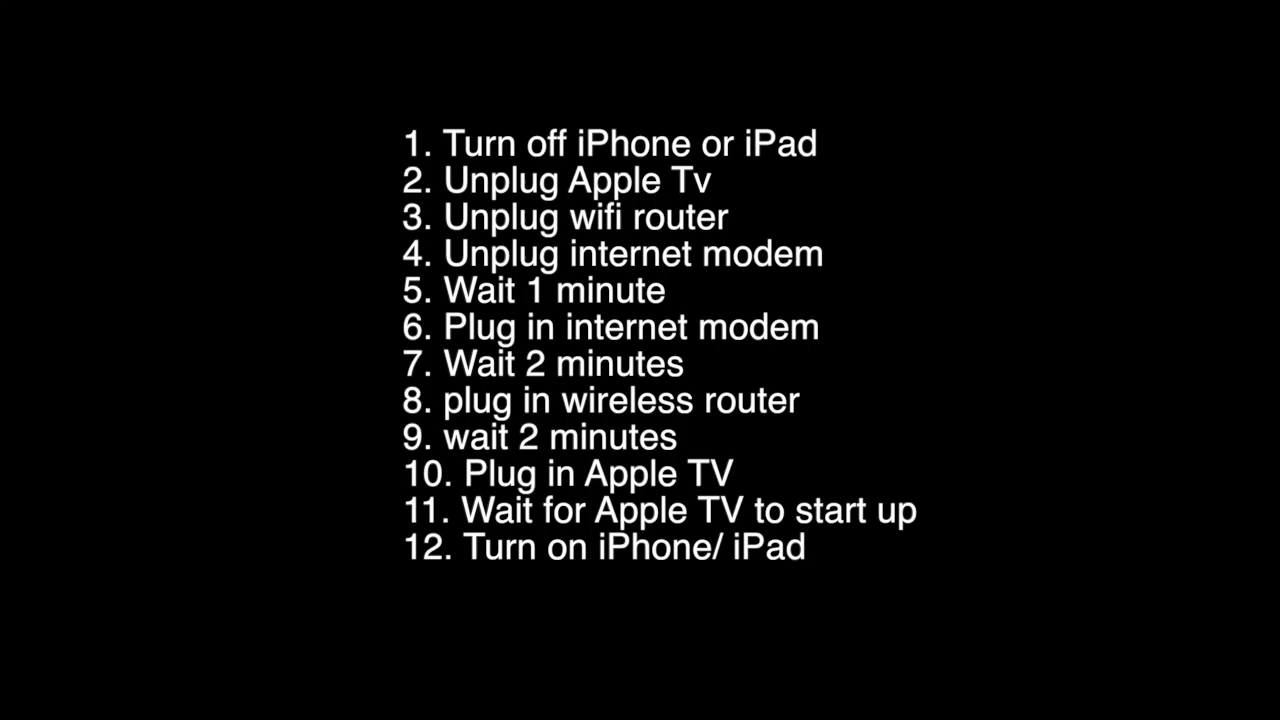 1. Turn off iPhone or iPad
2. Unplug Apple Tv
3. Unplug wifi router
4. Unplug internet modem
5. Wait 1 minute
6. Plug in internet modem
7. Wait 2 minutes
8. plug in wireless router
9. wait 2 minutes
10. Plug in Apple TV
11. Wait for Apple TV to start up
12. Turn on iPhone/ iPad